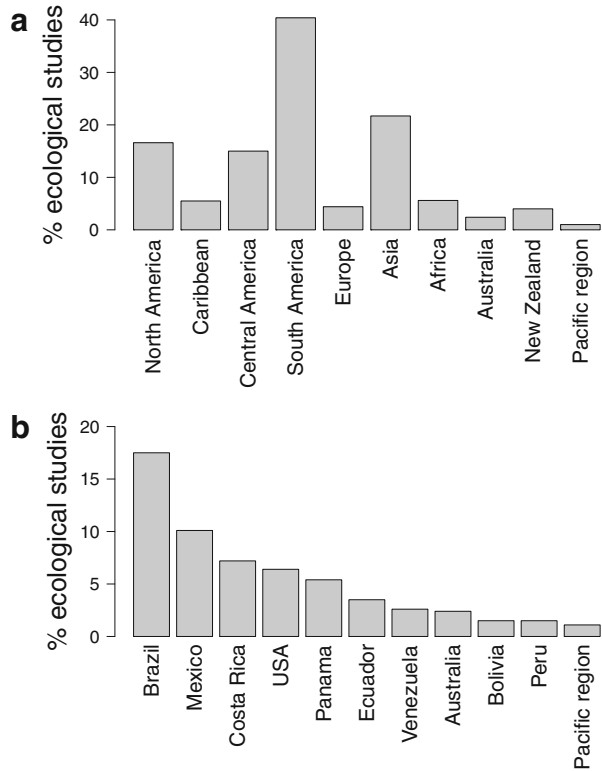 a
% ecological studies
40
30
20
10
0
North America
Caribbean
Central America
South America
Europe
Asia
Africa
Australia
New Zealand
Pacific region
b
% ecological studies
20
15
10
5
0
Brazil
Mexico
Costa Rica
USA
Panama
Ecuador
Venezuela
Australia
Bolivia
Peru
Pacific region